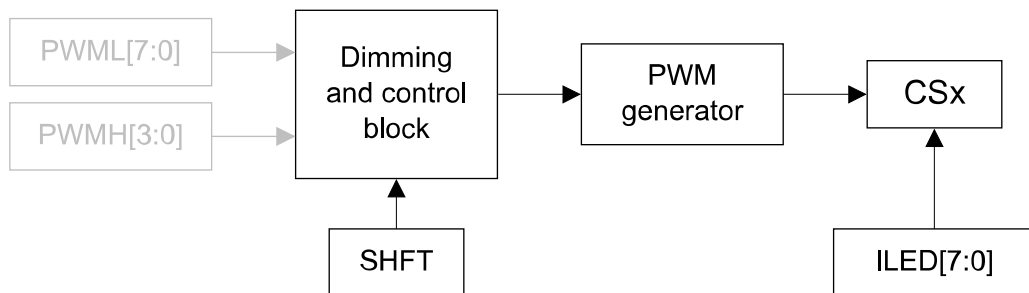 PWML[7:0]
PWMH[3:0]
Dimming
and control
block
PWM
generator
CSx
SHFT
ILED[7:0]